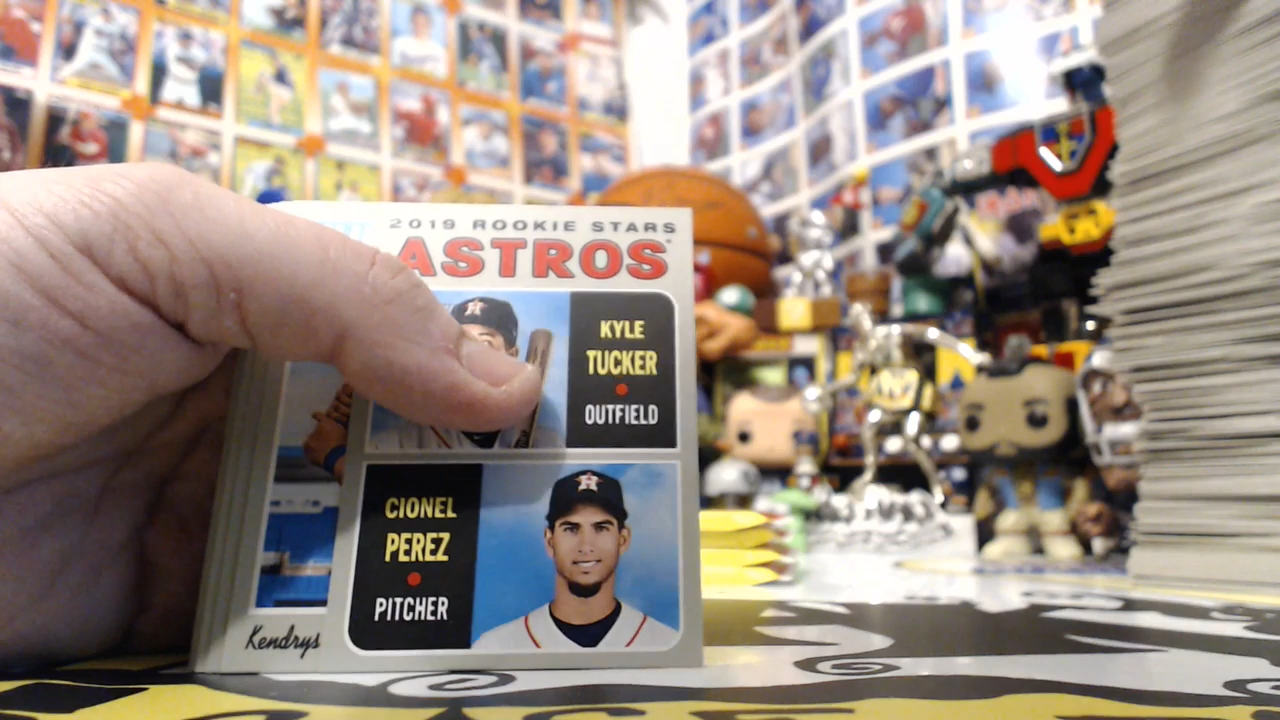 2019 ROOKIE STARS
ASTROS
KYLE
TUCKER
OUTFIELD
CIONEL
PEREZ
PITCHER
Kendrys